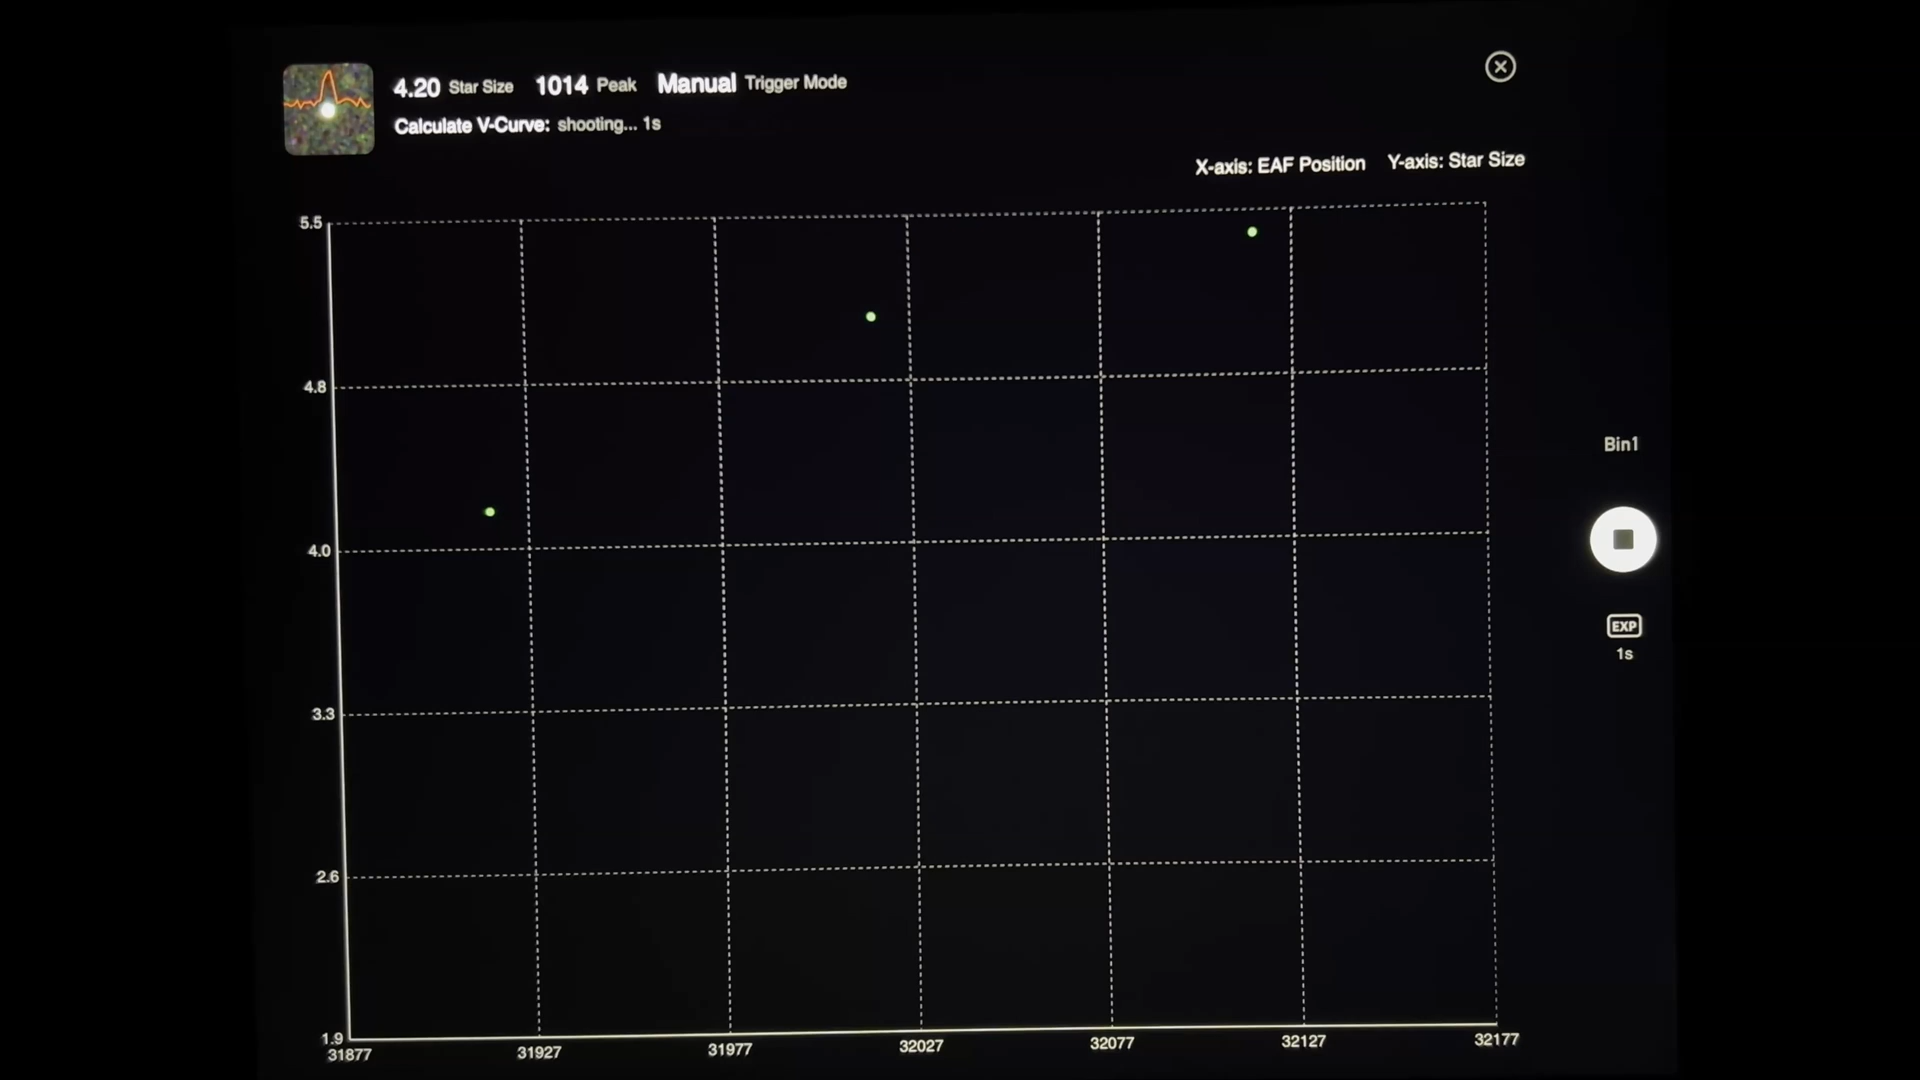 4.20 Star Size 1014 Peak Manual Trigger Mode
Calculate V-Curve: shooting... 1s
X-axis: EAF Position Y-axis: Star Size
5.5
4.8
4.0
3.3
2.6
1.9
31877 31927 31977 32027 32077 32127 32177
Bin1
EXP
1s